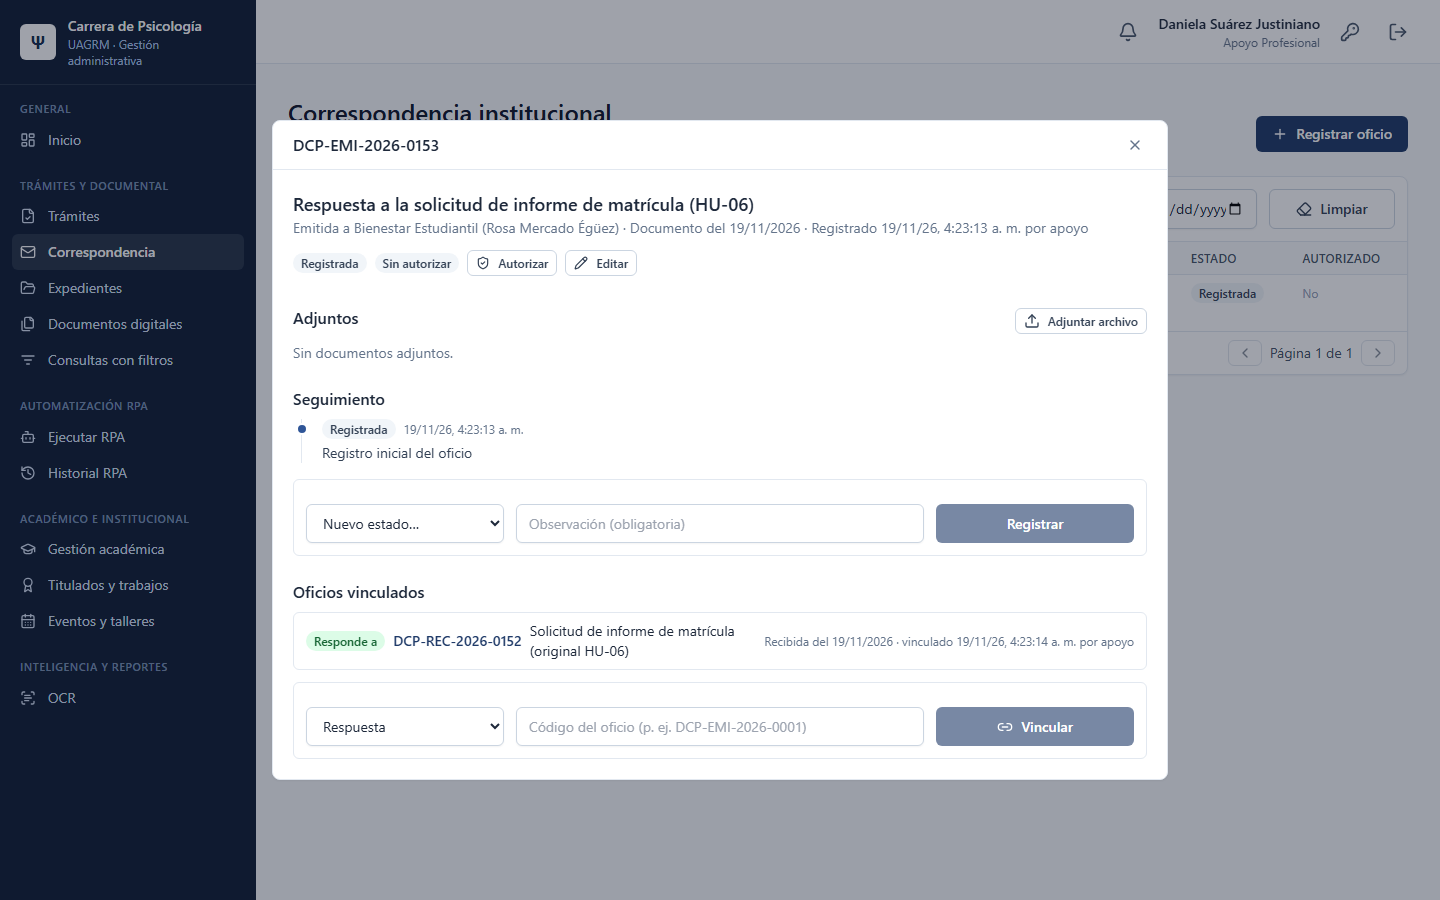 Ψ
Carrera de Psicología
UAGRM · Gestión
administrativa
GENERAL
Inicio
TRÁMITES Y DOCUMENTAL
Trámites
Correspondencia
Expedientes
Documentos digitales
Consultas con filtros
AUTOMATIZACIÓN RPA
Ejecutar RPA
Historial RPA
ACADÉMICO E INSTITUCIONAL
Gestión académica
Titulados y trabajos
Eventos y talleres
INTELIGENCIA Y REPORTES
OCR
Daniela Suárez Justiniano
Apoyo Profesional
Correspondencia institucional
Registrar oficio
/dd/yyyy
Limpiar
ESTADO AUTORIZADO
Registrada No
Página 1 de 1
DCP-EMI-2026-0153
Respuesta a la solicitud de informe de matrícula (HU-06)
Emitida a Bienestar Estudiantil (Rosa Mercado Égüez) · Documento del 19/11/2026 · Registrado 19/11/26, 4:23:13 a. m. por apoyo
Registrada Sin autorizar Autorizar Editar
Adjuntos
Adjuntar archivo
Sin documentos adjuntos.
Seguimiento
Registrada 19/11/26, 4:23:13 a. m.
Registro inicial del oficio
Nuevo estado... Observación (obligatoria) Registrar
Oficios vinculados
Responde a DCP-REC-2026-0152 Solicitud de informe de matrícula
(original HU-06)
Recibida del 19/11/2026 · vinculado 19/11/26, 4:23:14 a. m. por apoyo
Respuesta Código del oficio (p. ej. DCP-EMI-2026-0001) Vincular